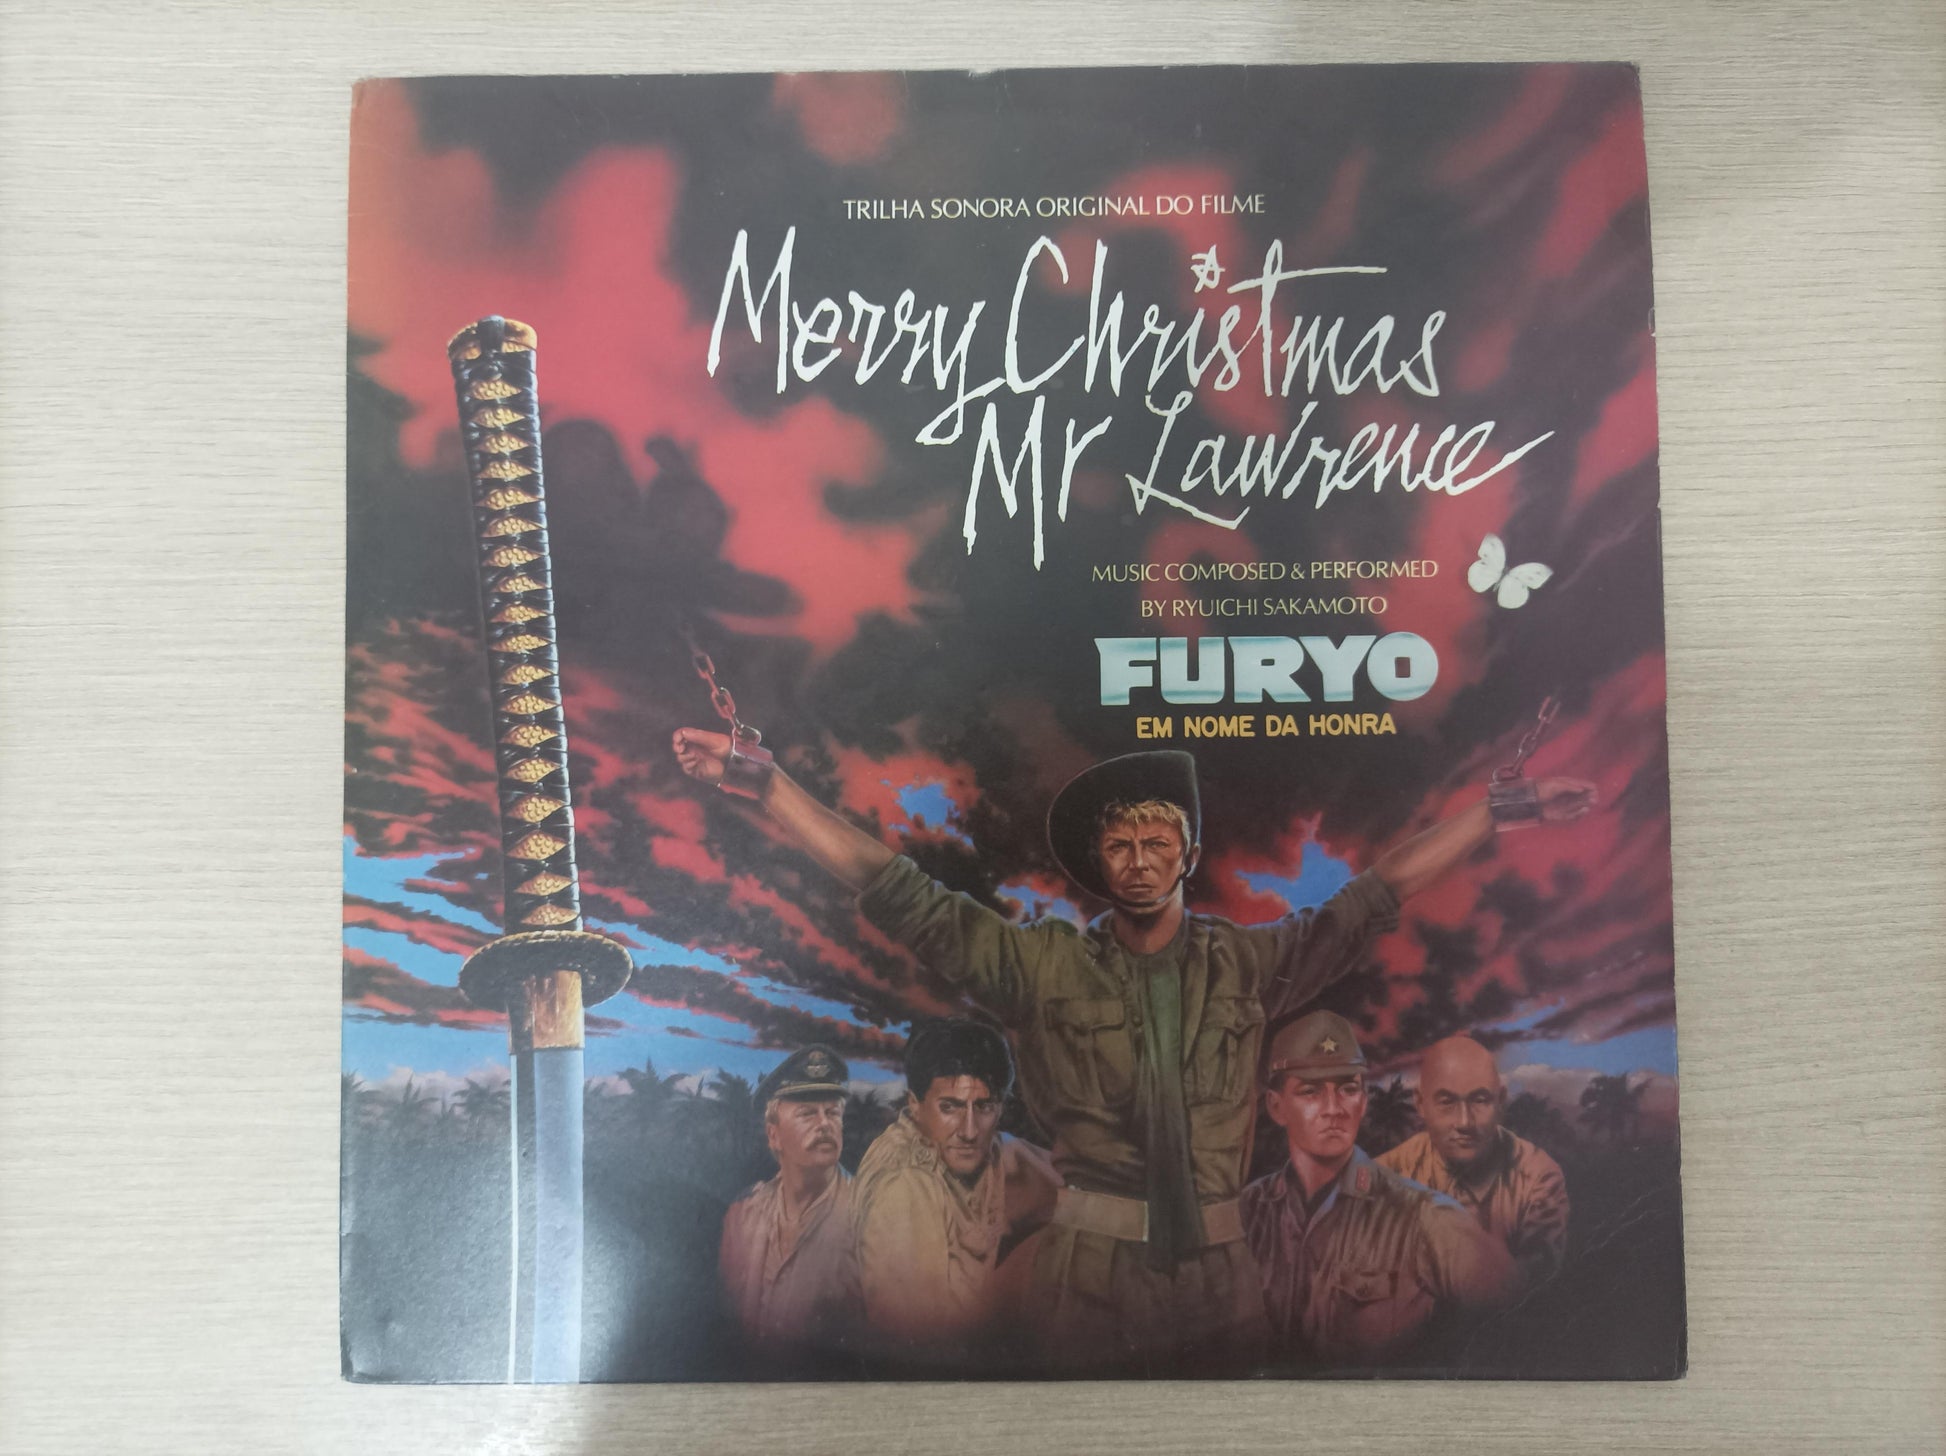 TRILHA SONORA ORIGINAL DO FILME
Merry Christmas
Mr Lawrence
MUSIC COMPOSED & PERFORMED
BY RYUICHI SAKAMOTO
FURYO
EM NOME DA HONRA